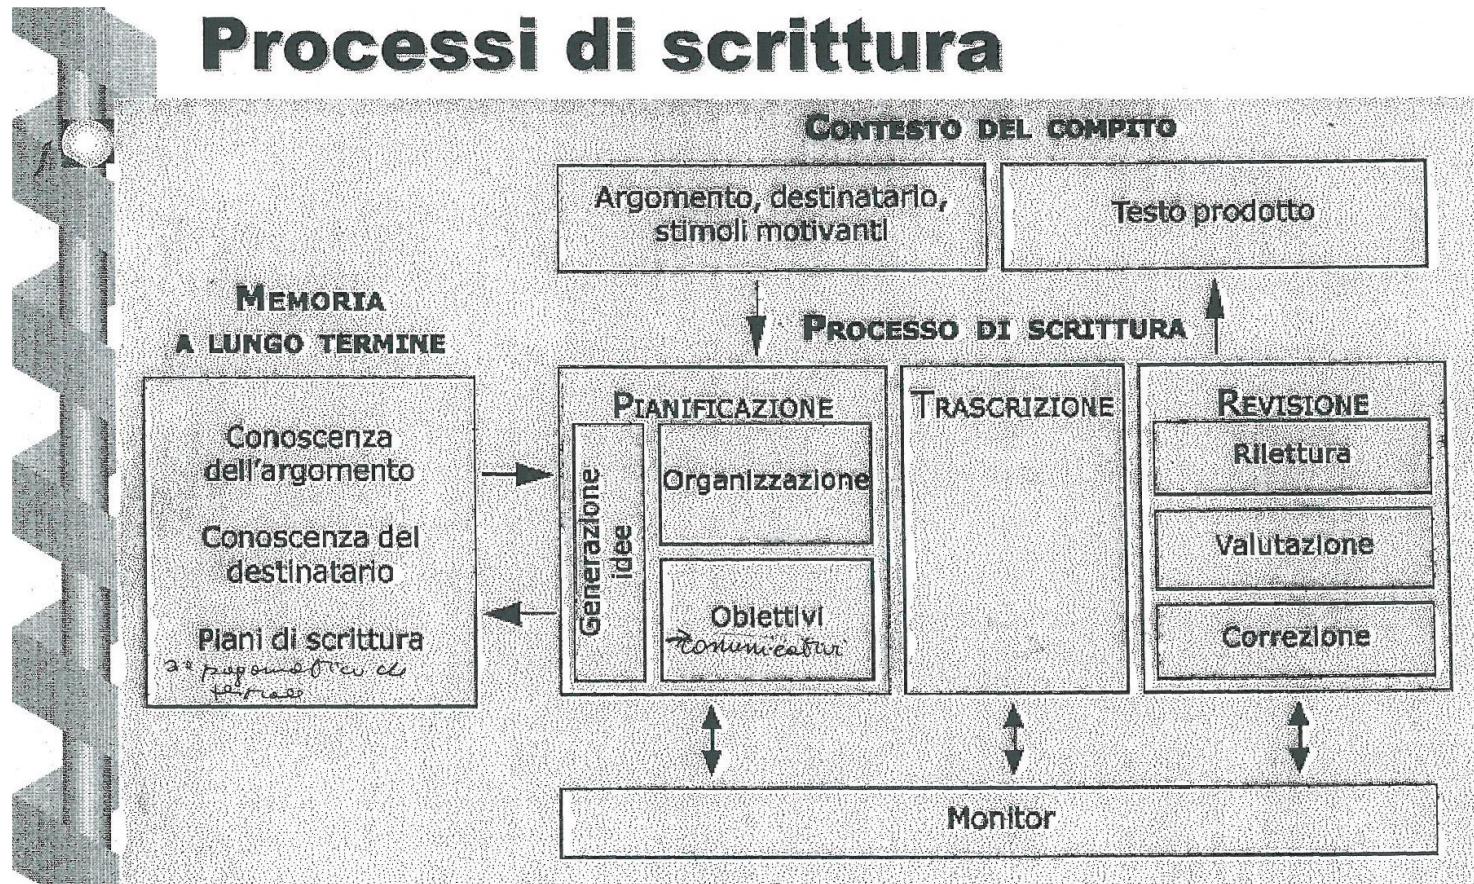 Processi di scrittura
CONTESTO DEL COMPITO
Argomento, destinatario,
stimoli motivanti
Testo prodotto
MEMORIA
A LUNGO TERMINE
PROCESSO DI SCRITTURA
Conoscenza
dell'argomento
Conoscenza del
destinatario
Piani di scrittura
PIANIFICAZIONE
Generazione
idee
Organizzazione
Obiettivi
comunicativi
TRASCRIZIONE
REVISIONE
Rilettura
Valutazione
Correzione
Monitor